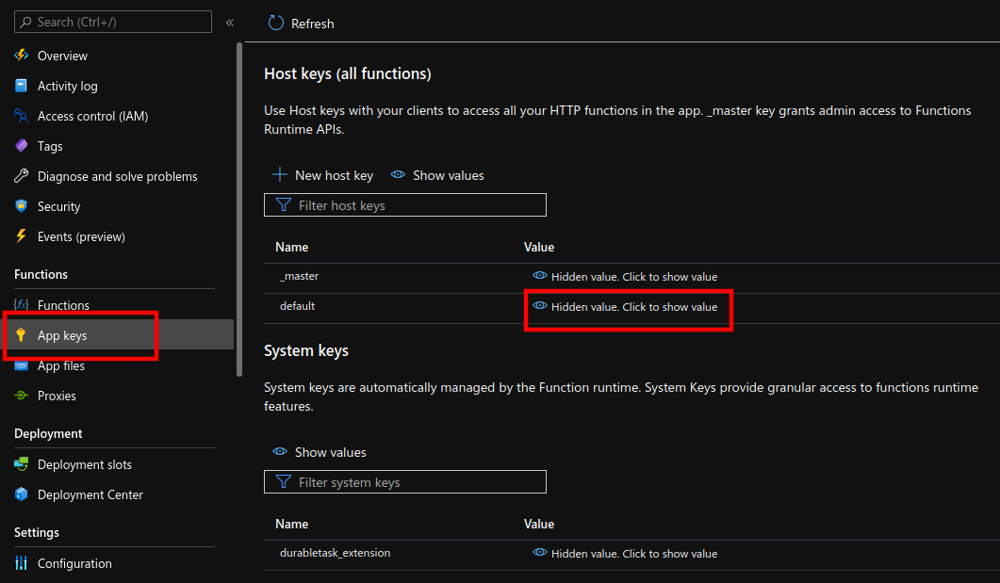 Search (Ctrl+/)
«
Overview
Activity log
Access control (IAM)
Tags
Diagnose and solve problems
Security
Events (preview)
Functions
Functions
App keys
App files
Proxies
Deployment
Deployment slots
Deployment Center
Settings
Configuration
Refresh
Host keys (all functions)
Use Host keys with your clients to access all your HTTP functions in the app. _master key grants admin access to Functions
Runtime APIs.
New host key Show values
Filter host keys
Name Value
_master Hidden value. Click to show value
default Hidden value. Click to show value
System keys
System keys are automatically managed by the Function runtime. System Keys provide granular access to functions runtime
features.
Show values
Filter system keys
Name Value
durabletask_extension Hidden value. Click to show value